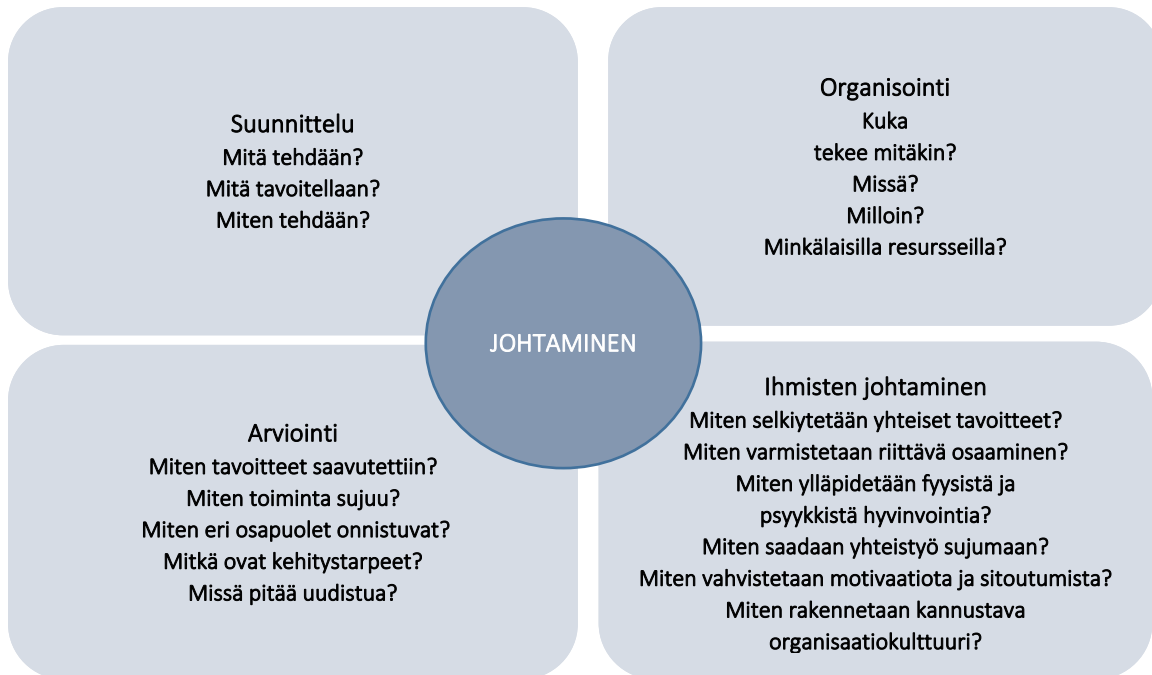 Suunnittelu
Mitä tehdään?
Mitä tavoitellaan?
Miten tehdään?
Organisointi
Kuka
tekee mitäkin?
Missä?
Milloin?
Minkälaisilla resursseilla?
JOHTAMINEN
Arviointi
Miten tavoitteet saavutettiin?
Miten toiminta sujuu?
Miten eri osapuolet onnistuvat?
Mitkä ovat kehitystarpeet?
Missä pitää uudistua?
Ihmisten johtaminen
Miten selkiytetään yhteiset tavoitteet?
Miten varmistetaan riittävä osaaminen?
Miten ylläpidetään fyysistä ja
psyykkistä hyvinvointia?
Miten saadaan yhteistyö sujumaan?
Miten vahvistetaan motivaatiota ja sitoutumista?
Miten rakennetaan kannustava
organisaatiokulttuuri?